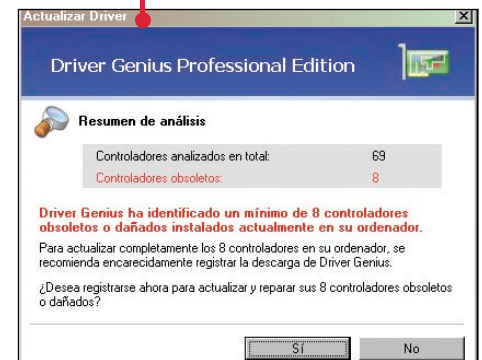 Actualizar Driver
Driver Genius Professional Edition
Resumen de análisis
Controladores analizados en total: 69
Controladores obsoletos: 8
Driver Genius ha identificado un mínimo de 8 controladores
obsoletos o dañados instalados actualmente en su ordenador.
Para actualizar completamente los 8 controladores en su ordenador, se
recomienda encarecidamente registrar la descarga de Driver Genius.
¿Desea registrarse ahora para actualizar y reparar sus 8 controladores obsoletos
o dañados?
Sí No